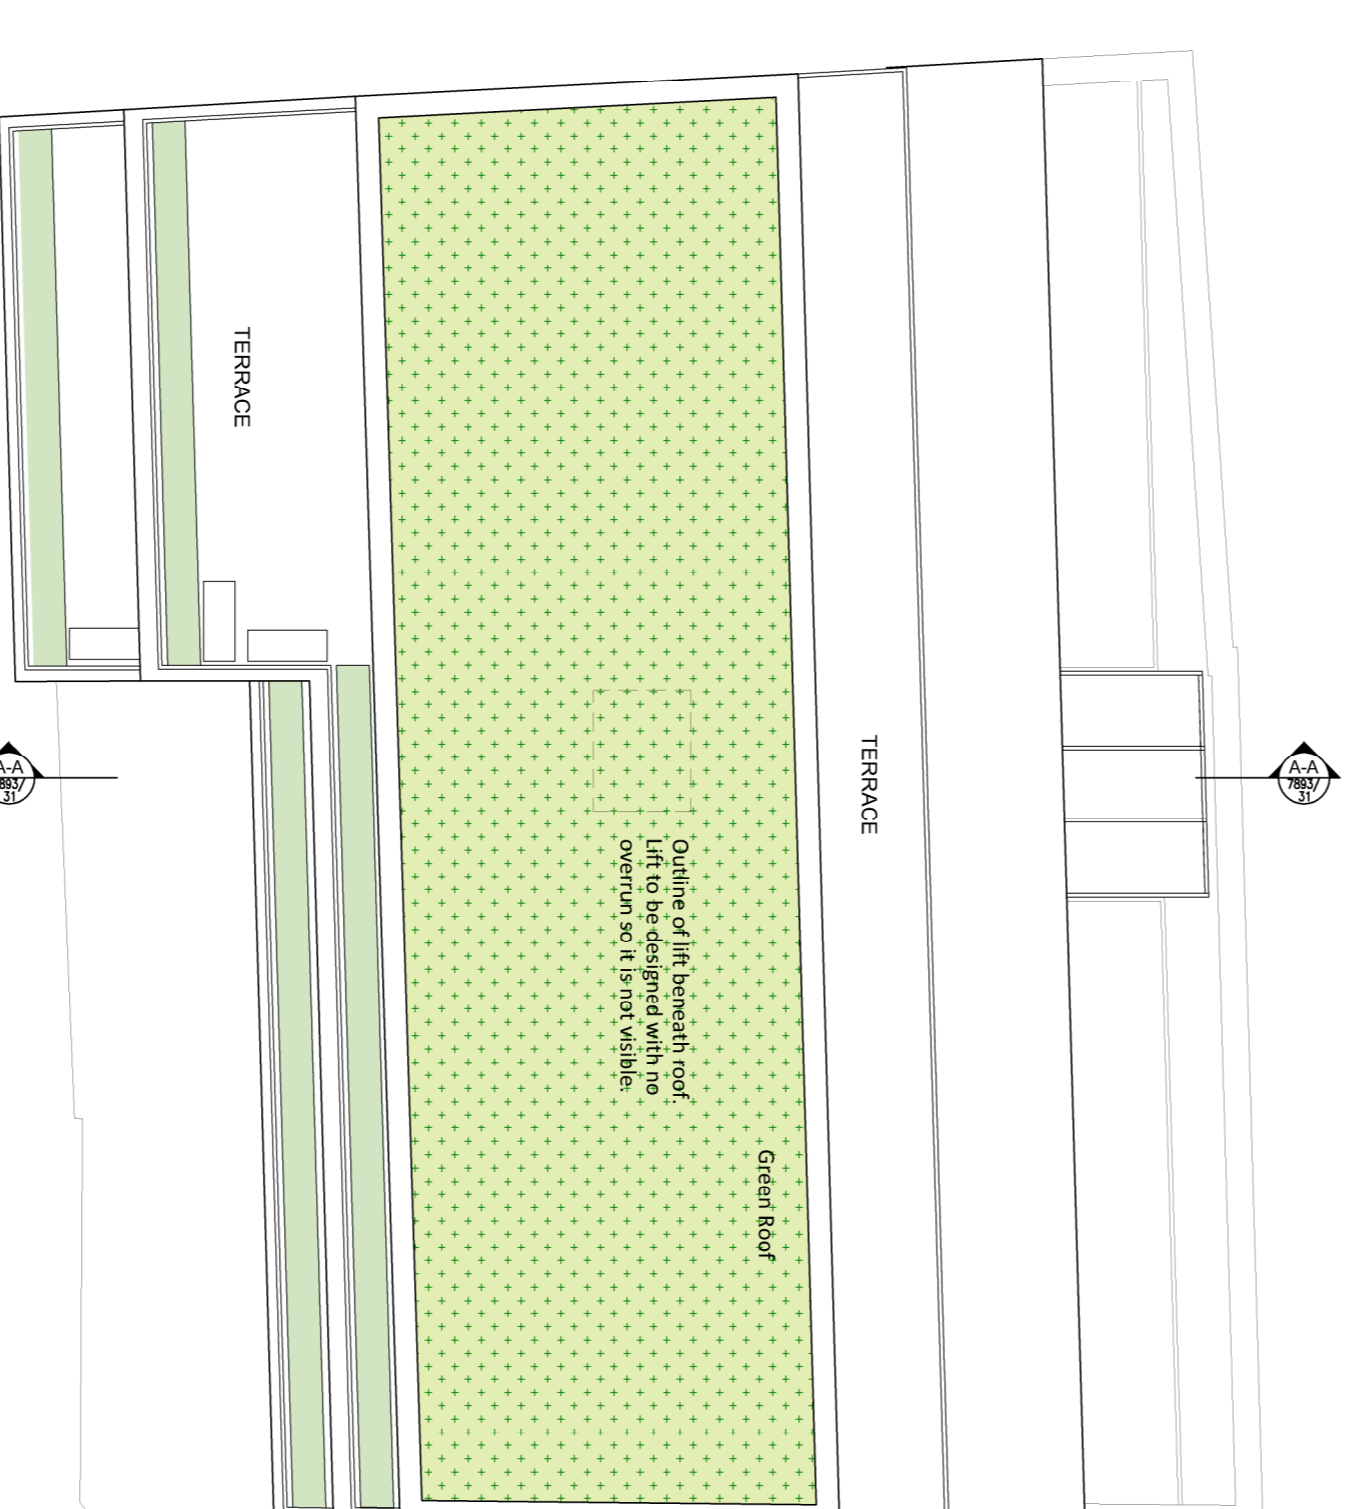 TERRACE
TERRACE
A-A
893/
31
A-A
7893/
31
Outline of lift beneath roof.
Lift to be designed with no
overrun so it is not visible.
Green Roof